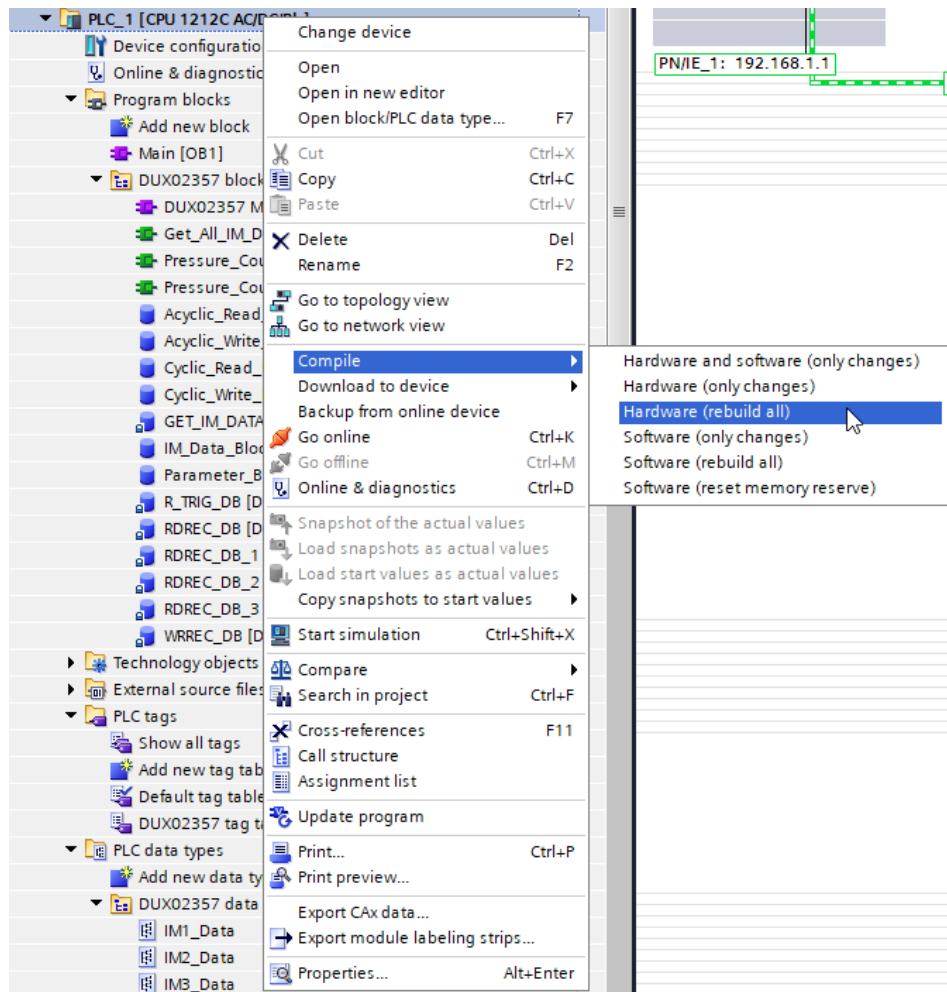 PLC_1 [CPU 1212C AC/DC/Rly]
Device configuratio
Online & diagnostic
Program blocks
Add new block
Main [OB1]
DUX02357 block
DUX02357 M
Get_All_IM_D
Pressure_Cou
Pressure_Cou
Acyclic_Read_
Acyclic_Write_
Cyclic_Read_
Cyclic_Write_
GET_IM_DATA
IM_Data_Bloc
Parameter_B
R_TRIG_DB [D
RDREC_DB [D
RDREC_DB_1
RDREC_DB_2
RDREC_DB_3
WRREC_DB [D
Technology objects
External source files
PLC tags
Show all tags
Add new tag tab
Default tag table
DUX02357 tag ta
PLC data types
Add new data ty
DUX02357 data
IM1_Data
IM2_Data
IM3_Data
Change device
Open
Open in new editor
Open block/PLC data type... F7
Cut Ctrl+X
Copy Ctrl+C
Paste Ctrl+V
Delete Del
Rename F2
Go to topology view
Go to network view
Compile
Download to device
Backup from online device
Go online Ctrl+K
Go offline Ctrl+M
Online & diagnostics Ctrl+D
Snapshot of the actual values
Load snapshots as actual values
Load start values as actual values
Copy snapshots to start values
Start simulation Ctrl+Shift+X
Compare
Search in project Ctrl+F
Cross-references F11
Call structure
Assignment list
Update program
Print... Ctrl+P
Print preview...
Export CAx data...
Export module labeling strips...
Properties... Alt+Enter
Hardware and software (only changes)
Hardware (only changes)
Hardware (rebuild all)
Software (only changes)
Software (rebuild all)
Software (reset memory reserve)
PN/IE_1: 192.168.1.1